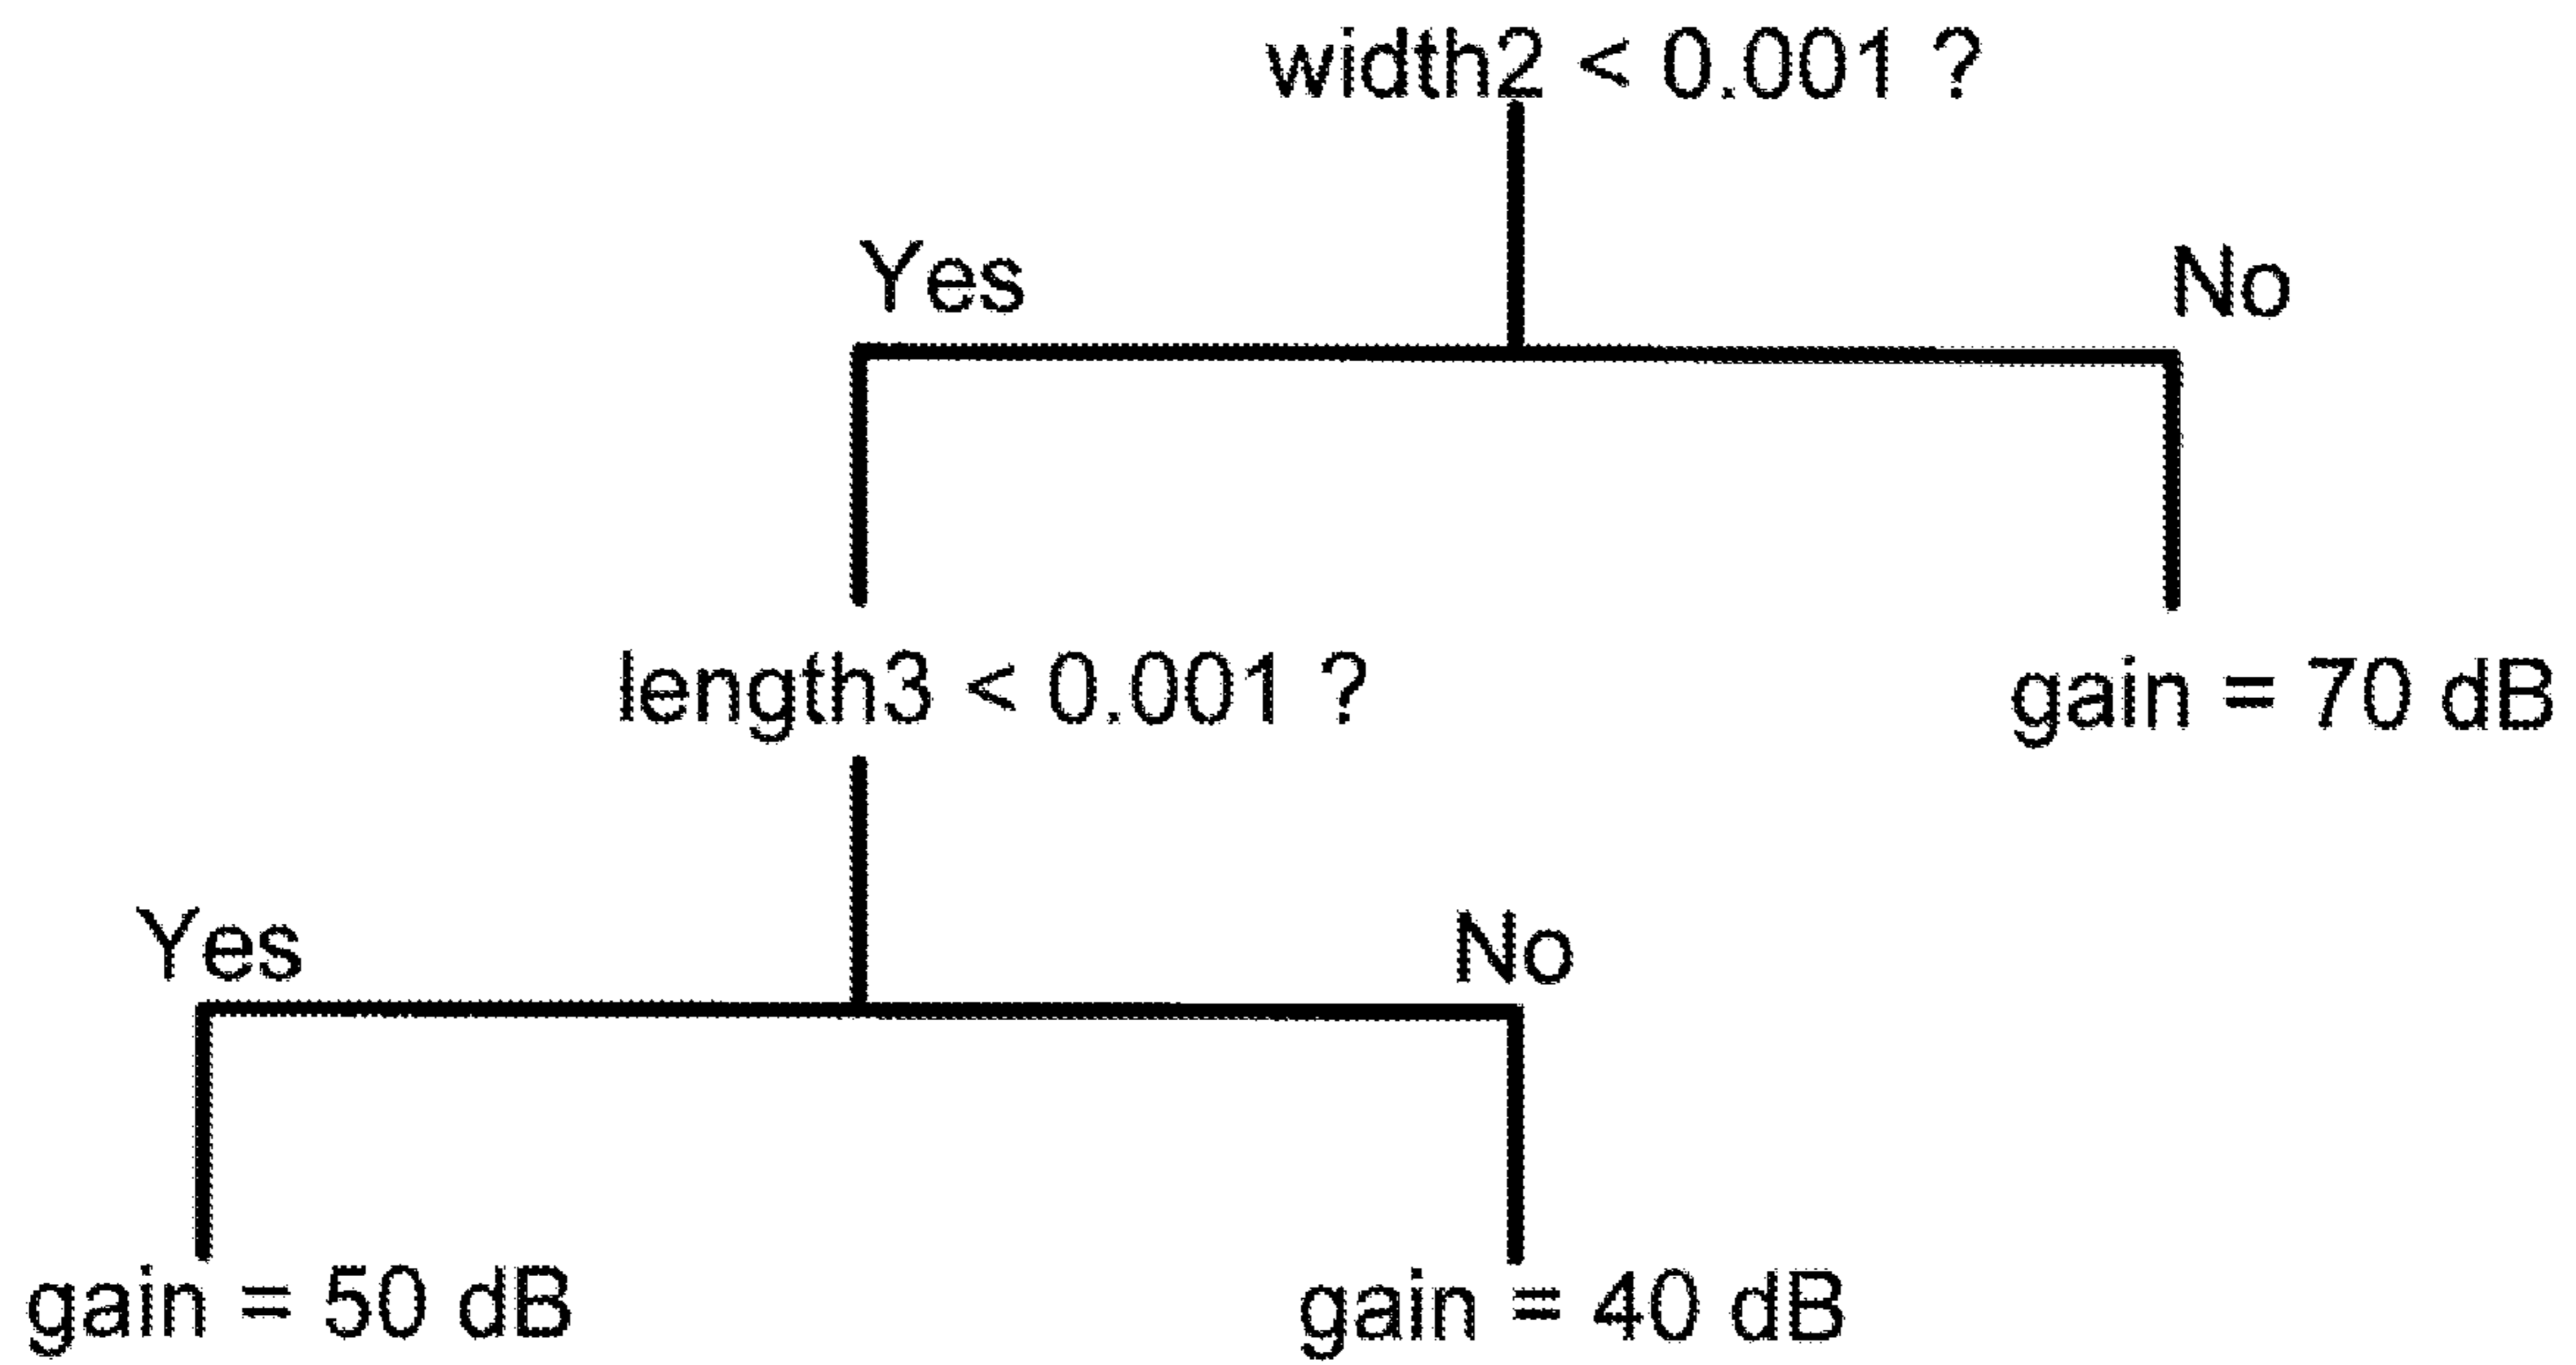 width2 < 0.001 ?
Yes
No
length3 < 0.001 ?
gain = 70 dB
Yes
No
gain = 50 dB
gain = 40 dB